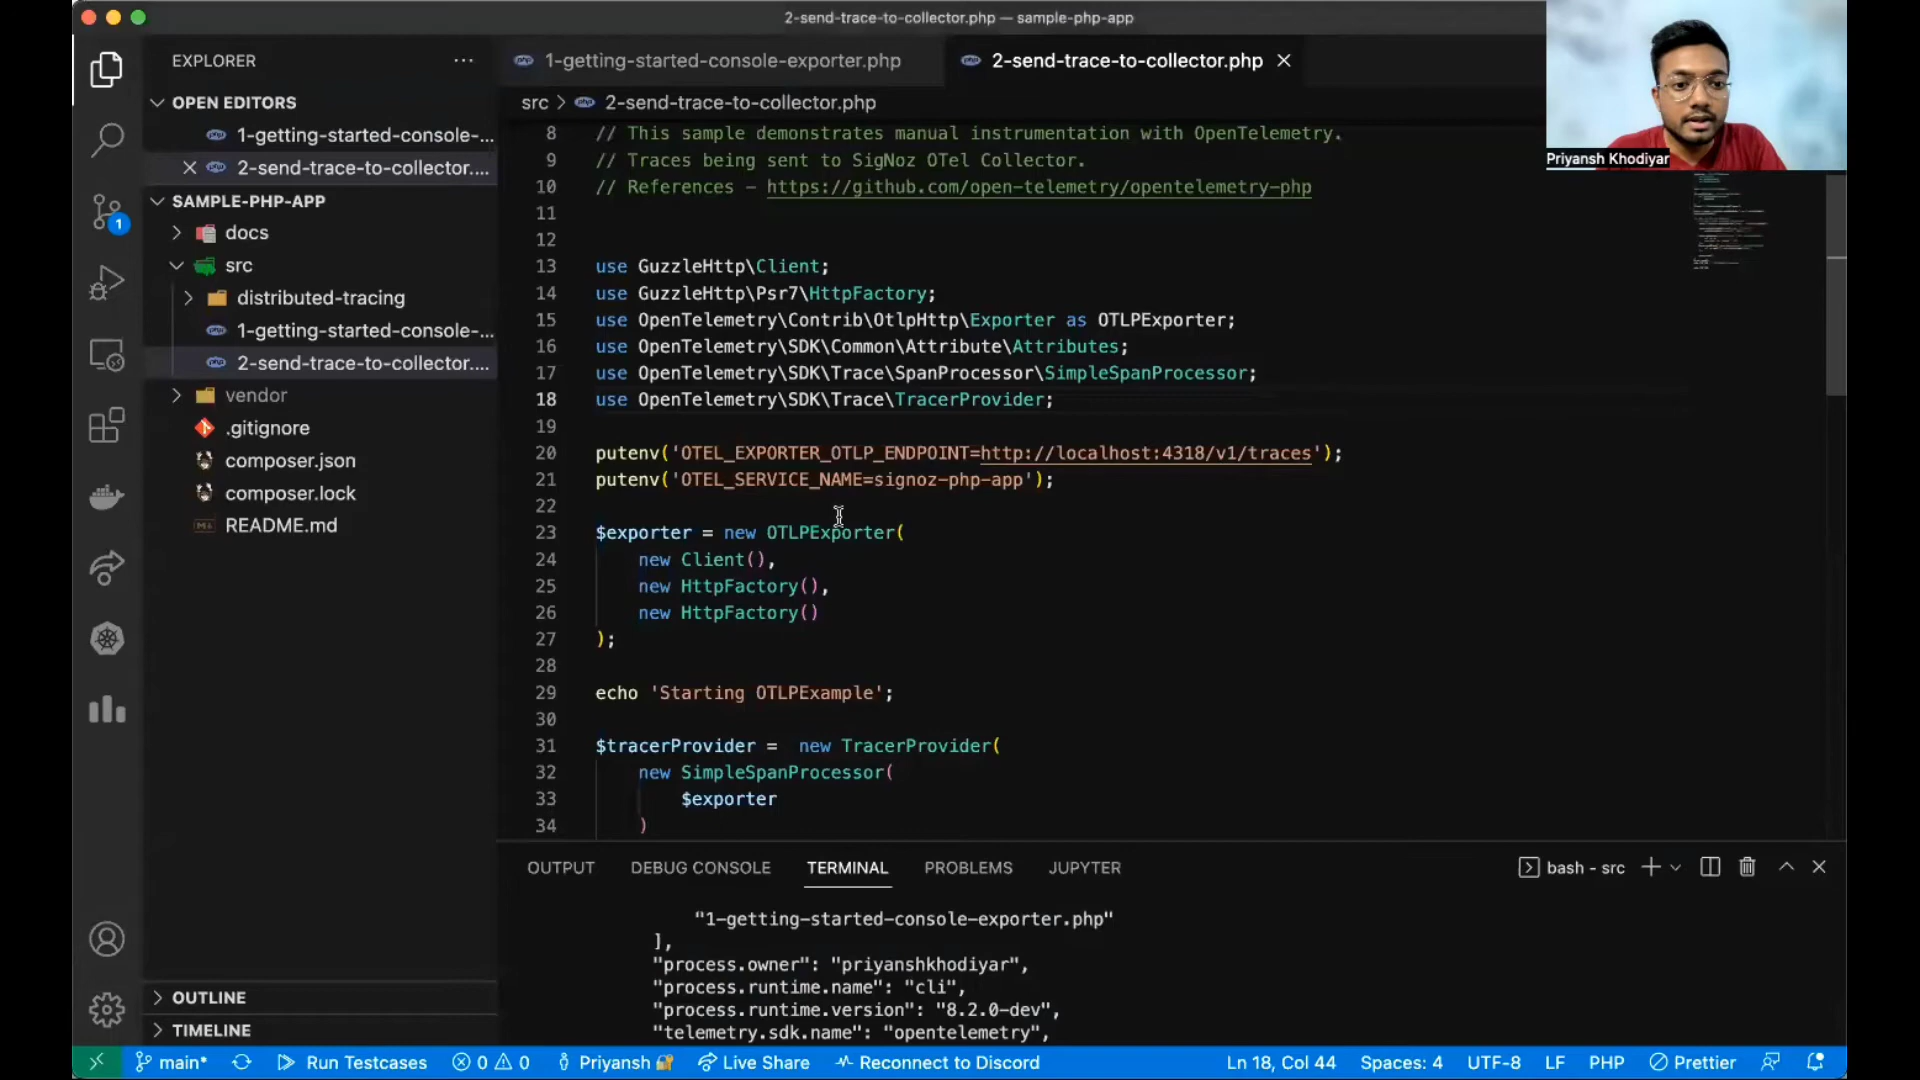 2-send-trace-to-collector.php — sample-php-app
EXPLORER
OPEN EDITORS
1-getting-started-console-...
2-send-trace-to-collector....
SAMPLE-PHP-APP
docs
src
distributed-tracing
1-getting-started-console-...
2-send-trace-to-collector....
vendor
.gitignore
composer.json
composer.lock
README.md
OUTLINE
TIMELINE
1
1-getting-started-console-exporter.php
2-send-trace-to-collector.php
src > 2-send-trace-to-collector.php
Priyansh Khodiyar
8 // This sample demonstrates manual instrumentation with OpenTelemetry.
9 // Traces being sent to SigNoz OTel Collector.
10 // References – https://github.com/open-telemetry/opentelemetry-php
11
12
13 use GuzzleHttp\Client;
14 use GuzzleHttp\Psr7\HttpFactory;
15 use OpenTelemetry\Contrib\OtlpHttp\Exporter as OTLPExporter;
16 use OpenTelemetry\SDK\Common\Attribute\Attributes;
17 use OpenTelemetry\SDK\Trace\SpanProcessor\SimpleSpanProcessor;
18 use OpenTelemetry\SDK\Trace\TracerProvider;
19
20 putenv('OTEL_EXPORTER_OTLP_ENDPOINT=http://localhost:4318/v1/traces');
21 putenv('OTEL_SERVICE_NAME=signoz-php-app');
22
23 $exporter = new OTLPExporter(
24 new Client(),
25 new HttpFactory(),
26 new HttpFactory()
27 );
28
29 echo 'Starting OTLPExample';
30
31 $tracerProvider =  new TracerProvider(
32 new SimpleSpanProcessor(
33 $exporter
34 )
OUTPUT DEBUG CONSOLE TERMINAL PROBLEMS JUPYTER
bash - src
"1-getting-started-console-exporter.php"
],
"process.owner": "priyanshkhodiyar",
"process.runtime.name": "cli",
"process.runtime.version": "8.2.0-dev",
"telemetry.sdk.name": "opentelemetry",
main* Run Testcases 0 0 Priyansh Live Share Reconnect to Discord Ln 18, Col 44 Spaces: 4 UTF-8 LF PHP Prettier